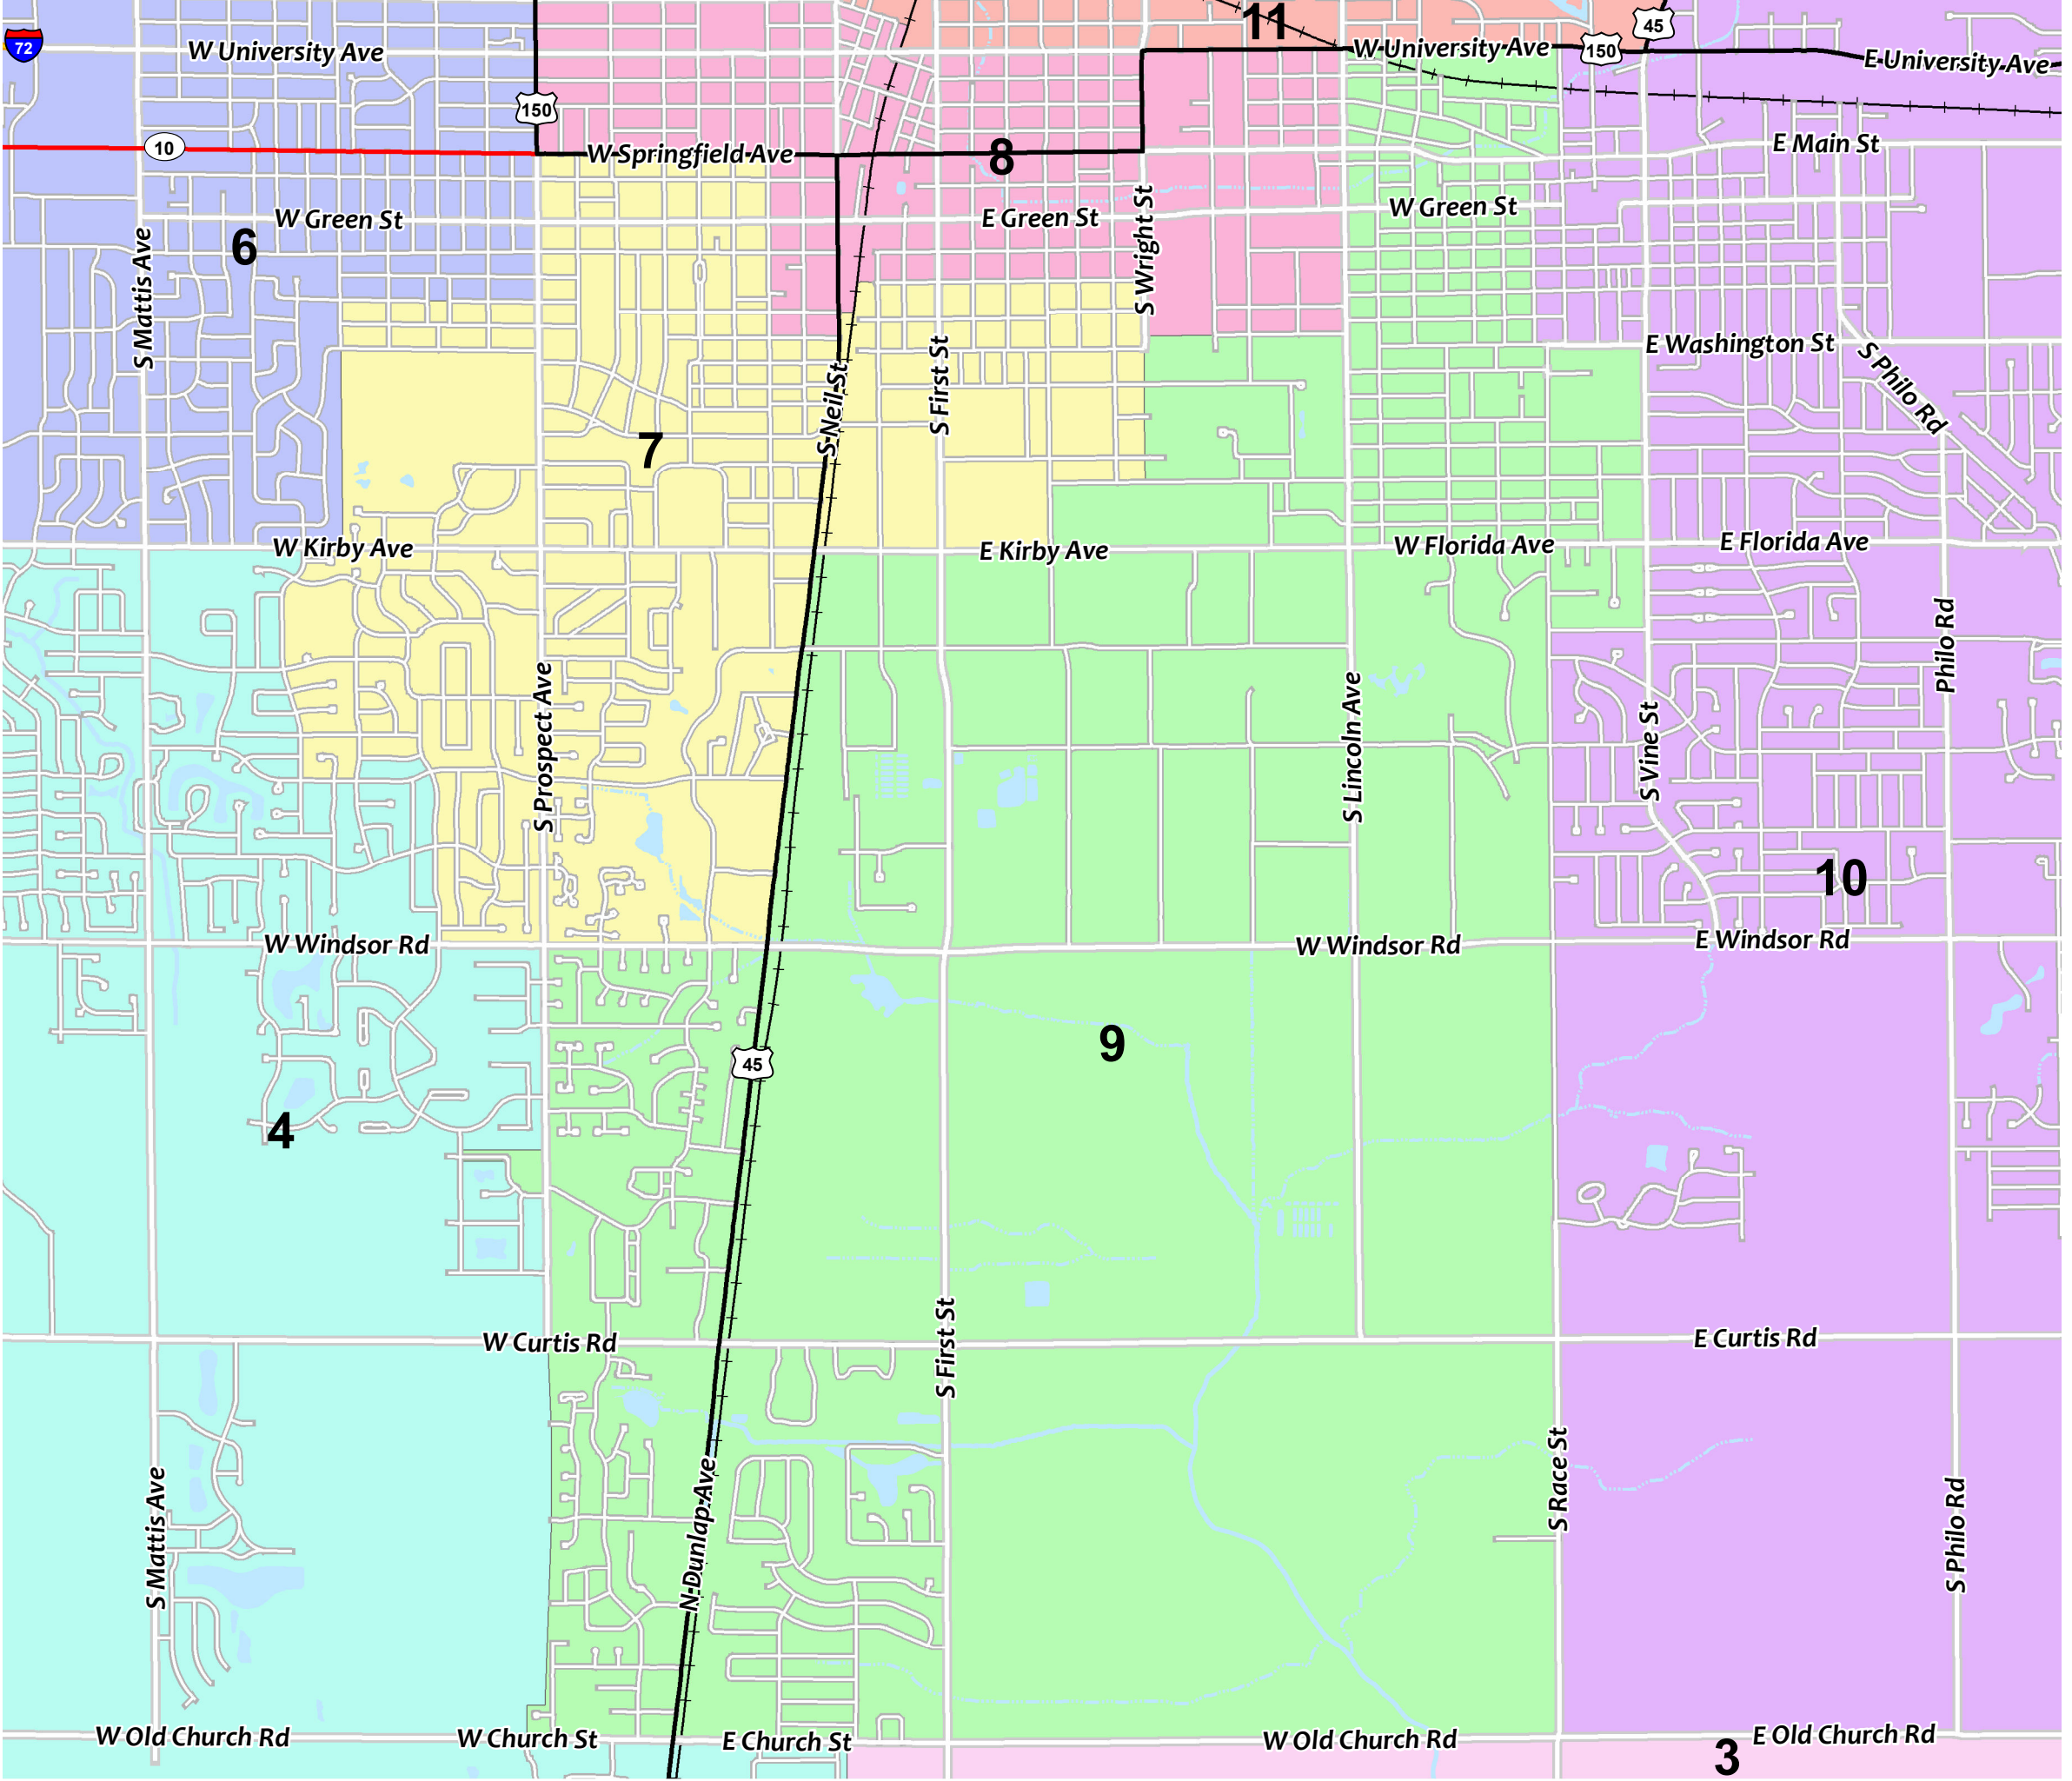 11
45
72
W University Ave
W University Ave
150
E University Ave
150
10
W Springfield Ave
8
E Main St
S Mattis Ave
W Green St
6
E Green St
S Wright St
W Green St
E Washington St
S Philo Rd
S Neil St
S First St
7
W Kirby Ave
E Kirby Ave
W Florida Ave
E Florida Ave
Philo Rd
S Prospect Ave
S Lincoln Ave
S Vine St
10
W Windsor Rd
W Windsor Rd
E Windsor Rd
9
45
4
W Curtis Rd
S First St
E Curtis Rd
S Mattis Ave
N Dunlap Ave
S Race St
S Philo Rd
W Old Church Rd
W Church St
E Church St
W Old Church Rd
E Old Church Rd
3